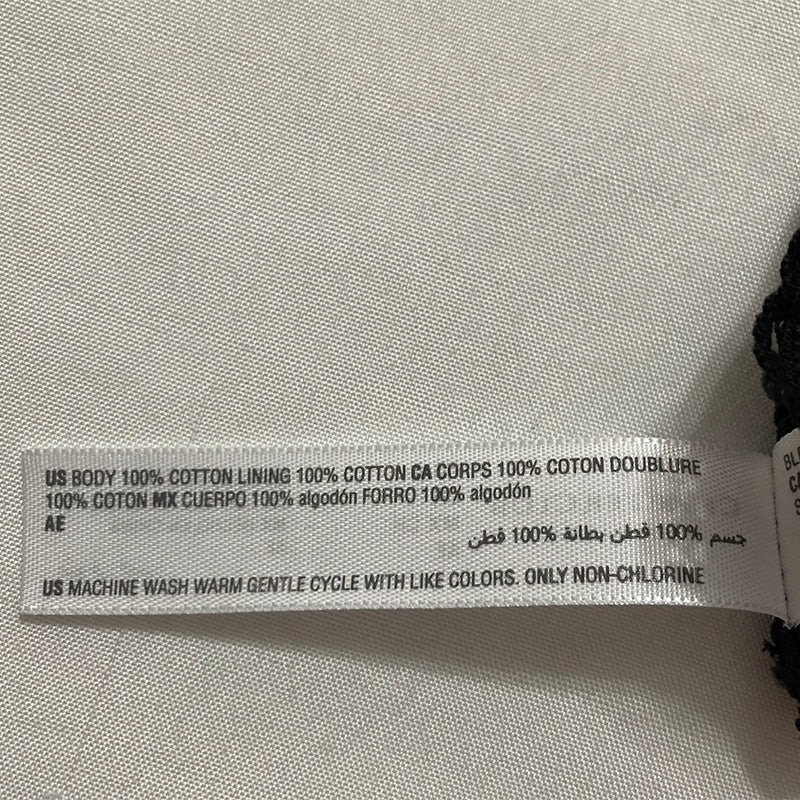 US BODY 100% COTTON LINING 100% COTTON CA CORPS 100% COTON DOUBLURE
100% COTON MX CUERPO 100% algodón FORRO 100% algodón
AE
جسم 100% قطن بطانة 100% قطن
US MACHINE WASH WARM GENTLE CYCLE WITH LIKE COLORS. ONLY NON-CHLORINE